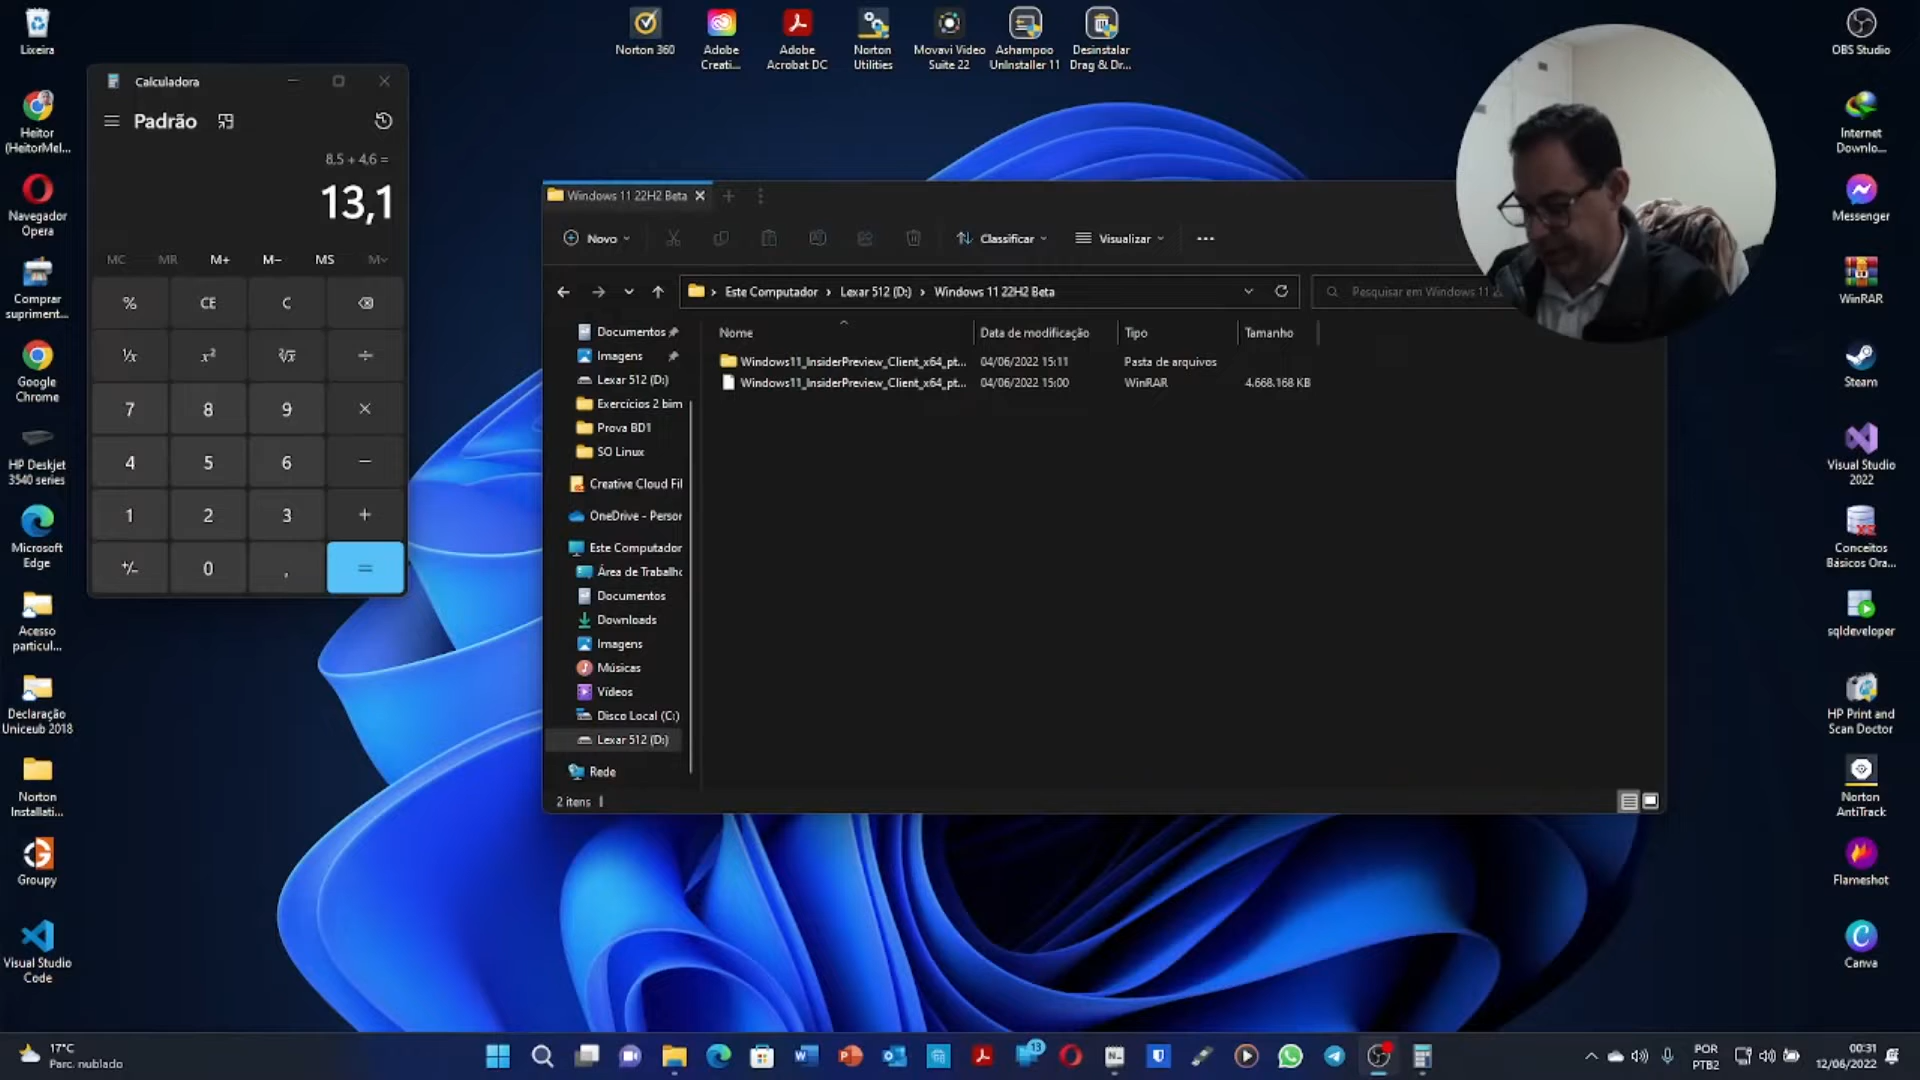 Lixeira
Heitor
(HeitorMel...
Navegador
Opera
Comprar
supriment...
Google
Chrome
HP Deskjet
3540 series
Microsoft
Edge
Acesso
particul...
Declaração
Uniceub 2018
Norton
Installati...
Groupy
Visual Studio
Code
Norton 360
Adobe
Creati...
Adobe
Acrobat DC
Norton
Utilities
Movavi Video
Suite 22
Ashampoo
UnInstaller 11
Desinstalar
Drag & Dr...
Calculadora
Padrão
8,5 + 4,6 =
13,1
MC MR M+ M− MS M
% CE C
¹/x x² ²√x ÷
7 8 9 ×
4 5 6 −
1 2 3 +
+/− 0 , =
Windows 11 22H2 Beta
Novo
Classificar
Visualizar
Este Computador › Lexar 512 (D:) › Windows 11 22H2 Beta
Pesquisar em Windows 11
Documentos
Imagens
Lexar 512 (D:)
Exercícios 2 bim
Prova BD1
SO Linux
Creative Cloud Fil
OneDrive - Person
Este Computador
Área de Trabalho
Documentos
Downloads
Imagens
Músicas
Vídeos
Disco Local (C:)
Lexar 512 (D:)
Rede
Nome Data de modificação Tipo Tamanho
Windows11_InsiderPreview_Client_x64_pt... 04/06/2022 15:11 Pasta de arquivos
Windows11_InsiderPreview_Client_x64_pt... 04/06/2022 15:00 WinRAR 4.668.168 KB
2 itens
OBS Studio
Internet
Downlo...
Messenger
WinRAR
Steam
Visual Studio
2022
Conceitos
Básicos Ora...
sqldeveloper
HP Print and
Scan Doctor
Norton
AntiTrack
Flameshot
Canva
17°C
Parc. nublado
13
POR
PTB2
00:31
12/06/2022